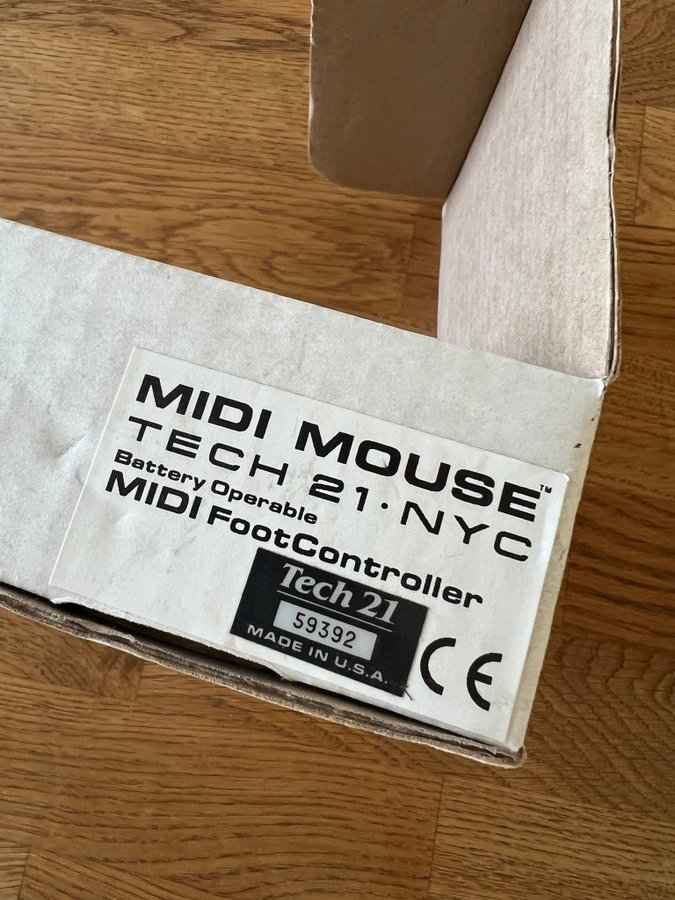 MIDI MOUSE™
TECH 21·NYC
Battery Operable
MIDI FootController
Tech 21
59392
MADE IN U.S.A.
CE